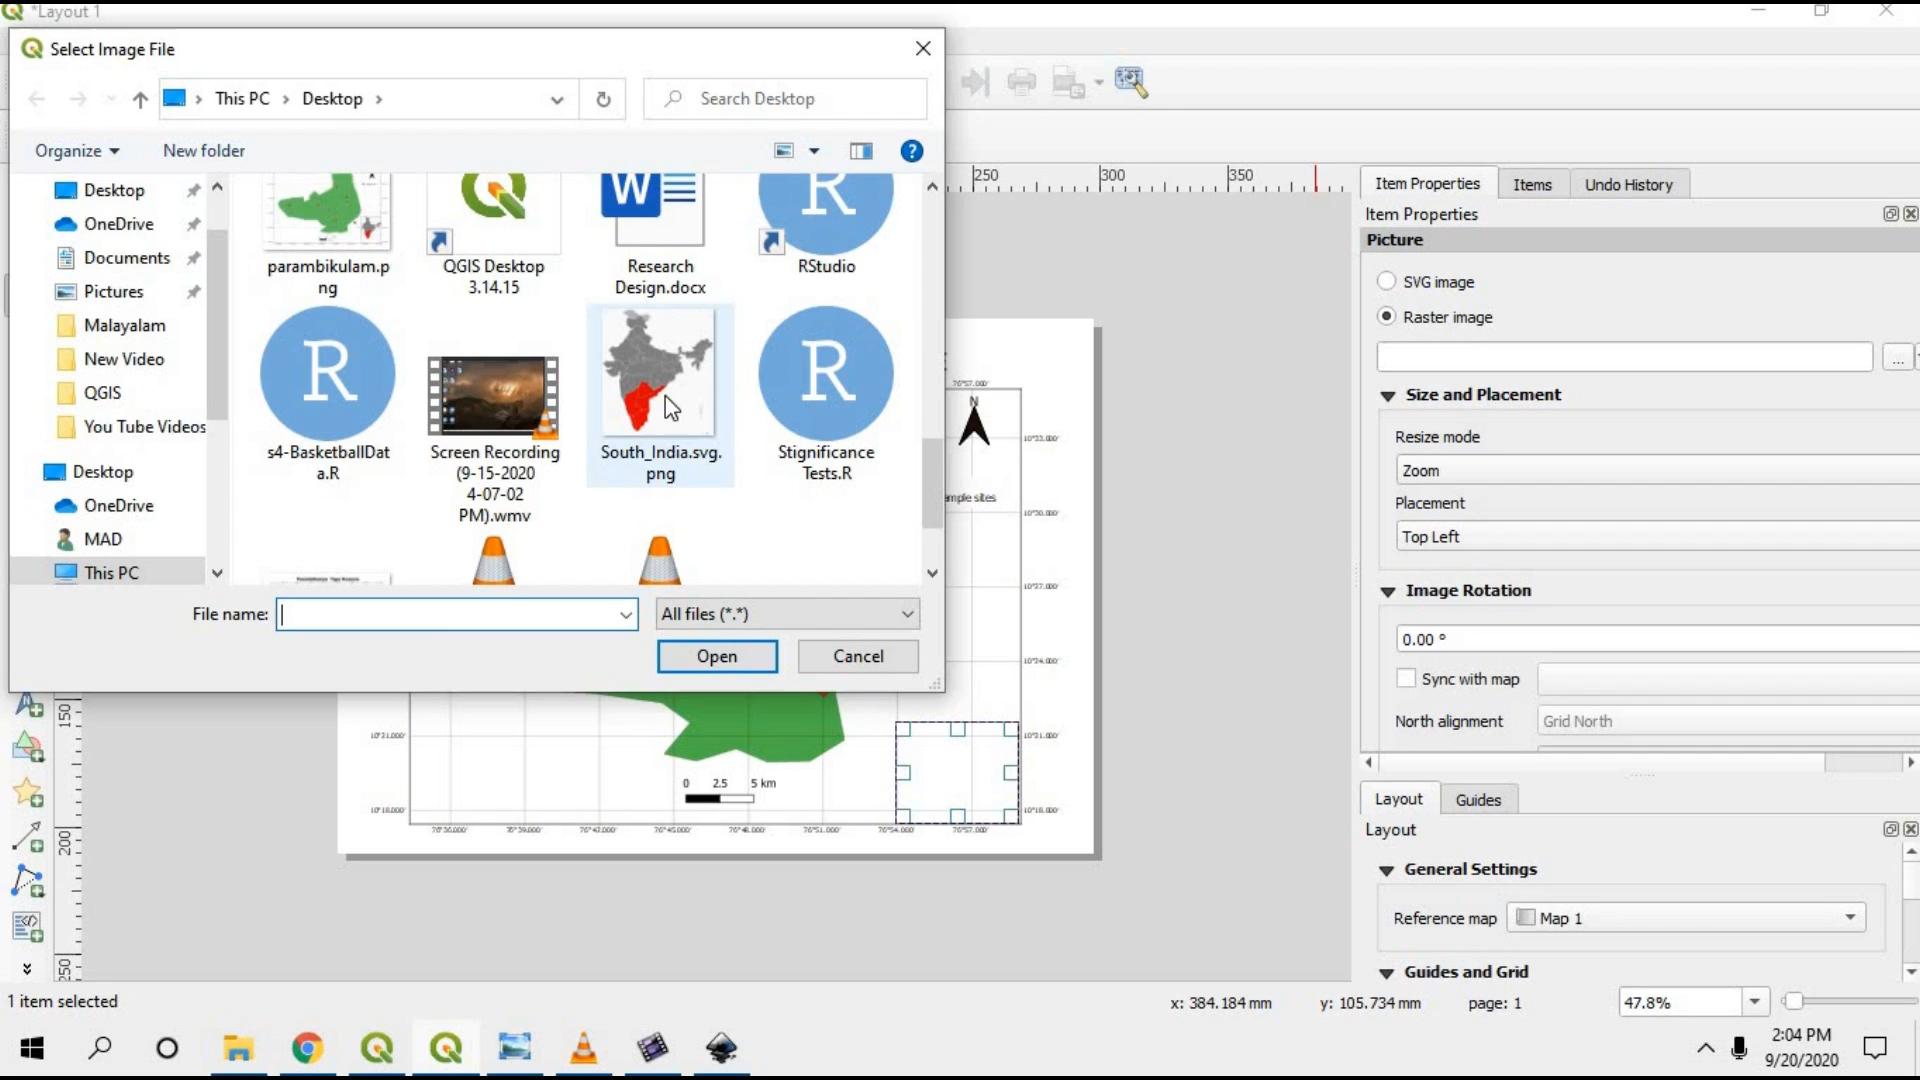 *Layout 1
Select Image File
This PC
Desktop
Search Desktop
Organize
New folder
Desktop
OneDrive
Documents
Pictures
Malayalam
New Video
QGIS
You Tube Videos
Desktop
OneDrive
MAD
This PC
parambikulam.p
ng
QGIS Desktop
3.14.15
Research
Design.docx
RStudio
s4-BasketballDat
a.R
Screen Recording
(9-15-2020
4-07-02
PM).wmv
South_India.svg.
png
Stignificance
Tests.R
File name:
All files (*.*)
Open
Cancel
250
300
350
Item Properties
Items
Undo History
Item Properties
Picture
SVG image
Raster image
...
Size and Placement
Resize mode
Zoom
Placement
Top Left
Image Rotation
0.00 °
Sync with map
North alignment
Grid North
Layout
Guides
Layout
General Settings
Reference map
Map 1
Guides and Grid
N
sites
0 2.5 5 km
150
200
250
1 item selected
x: 384.184 mm
y: 105.734 mm
page: 1
47.8%
2:04 PM
9/20/2020